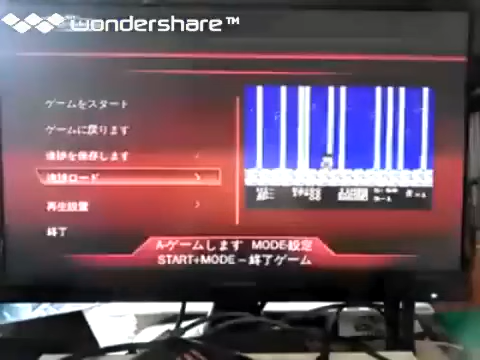 wondershare™
ゲームをスタート
ゲームに戻ります
進捗を保存します
進捗ロード
再生設置
終了
A-ゲームします MODE-設定
START+MODE-終了ゲーム